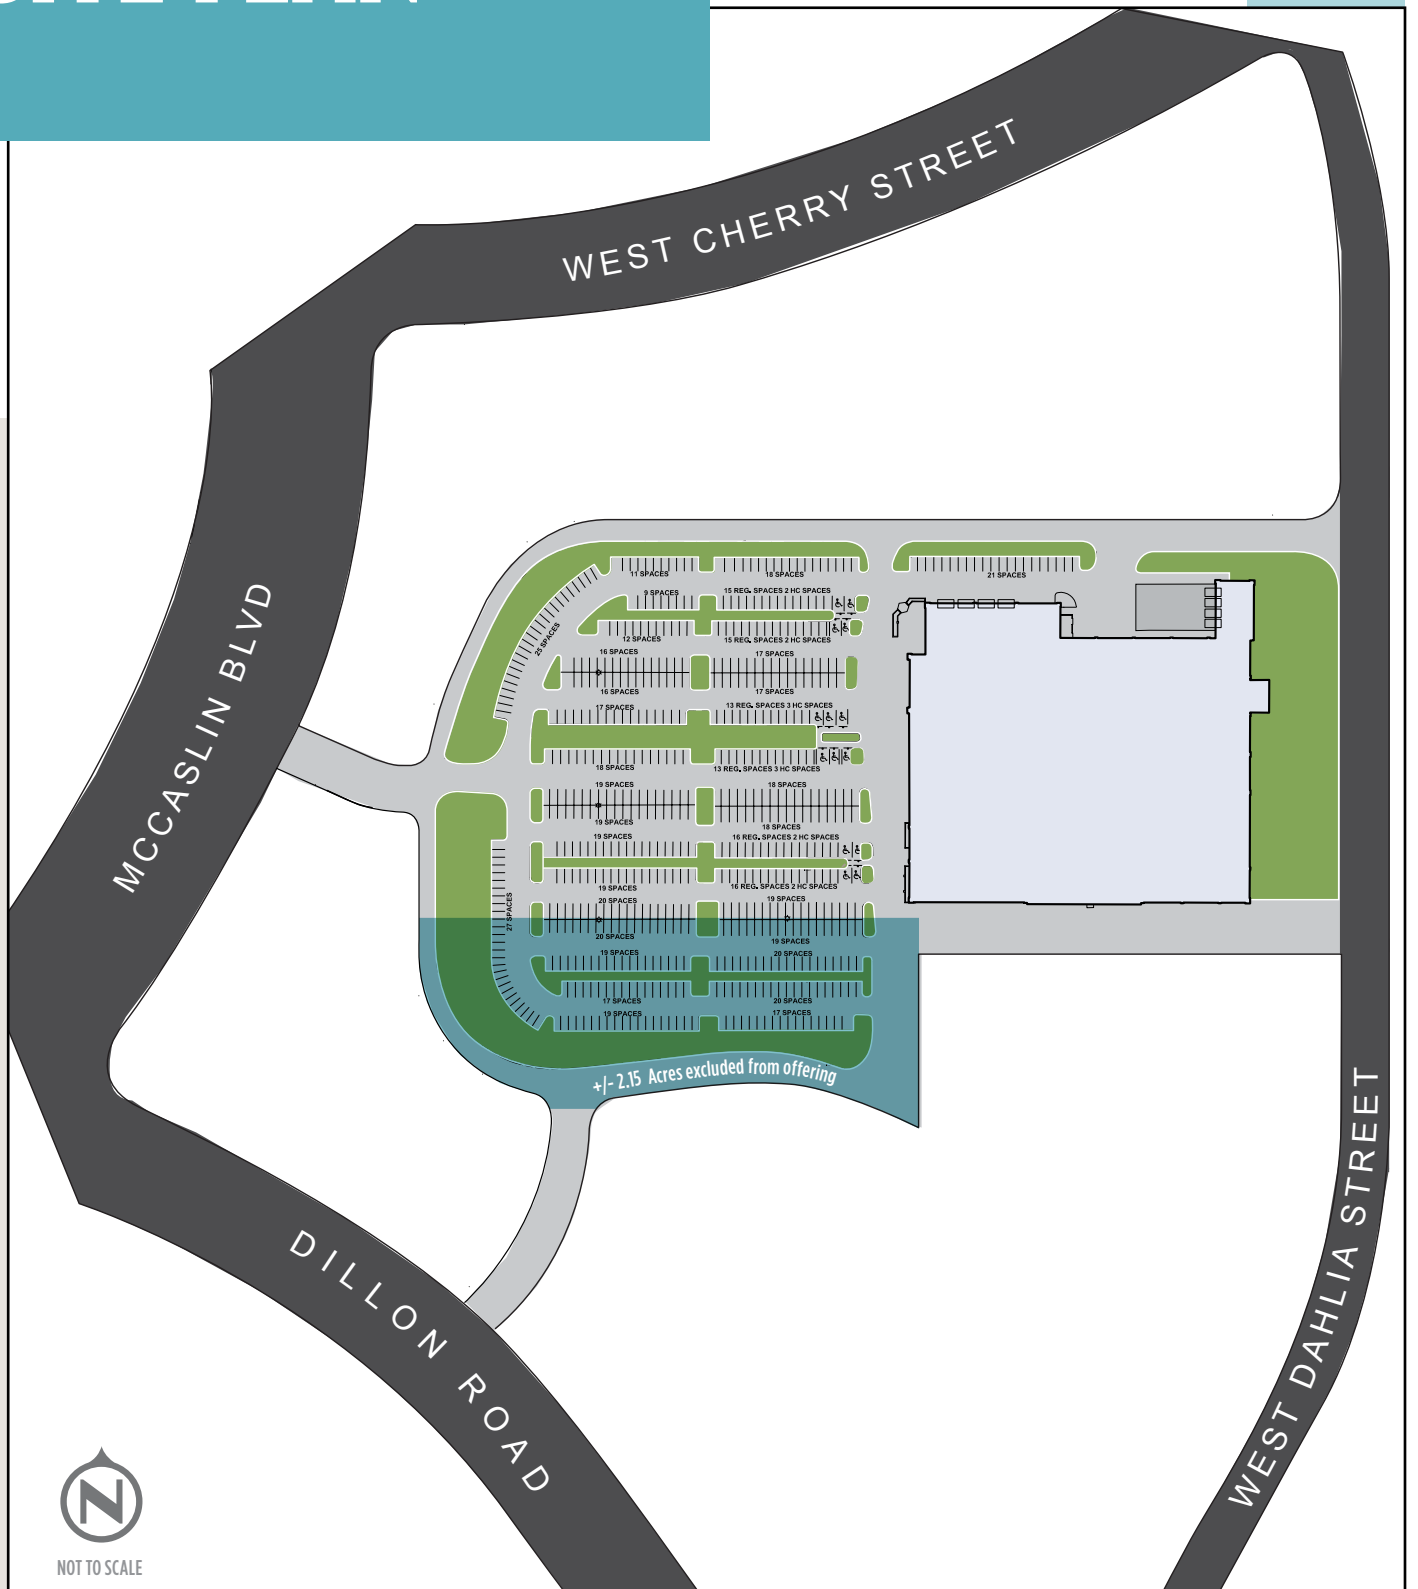 WEST CHERRY STREET
MCCASLIN BLVD
11 SPACES
18 SPACES
21 SPACES
9 SPACES
15 REG. SPACES 2 HC SPACES
25 SPACES
12 SPACES
15 REG. SPACES 2 HC SPACES
16 SPACES
17 SPACES
16 SPACES
17 SPACES
17 SPACES
13 REG. SPACES 3 HC SPACES
18 SPACES
13 REG. SPACES 3 HC SPACES
19 SPACES
18 SPACES
19 SPACES
18 SPACES
19 SPACES
16 REG. SPACES 2 HC SPACES
19 SPACES
16 REG. SPACES 2 HC SPACES
27 SPACES
20 SPACES
19 SPACES
20 SPACES
19 SPACES
19 SPACES
20 SPACES
17 SPACES
20 SPACES
19 SPACES
17 SPACES
+/- 2.15 Acres excluded from offering
DILLON ROAD
WEST DAHLIA STREET
N
NOT TO SCALE